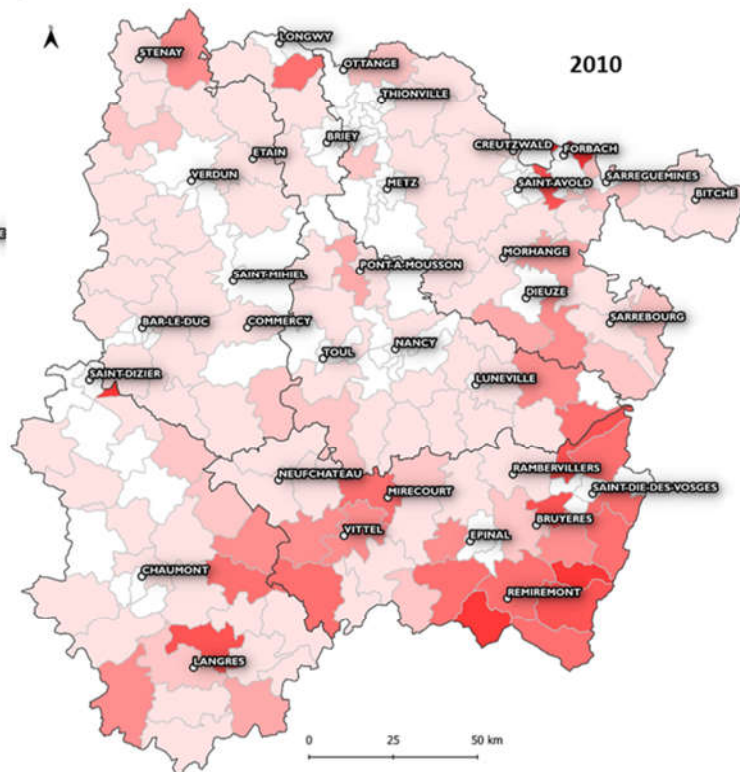 LONGWY
2010
STENAY
OTTANGE
THIONVILLE
BRIEY
CREUTZWALD
FORBACH
ETAIN
VERDUN
METZ
SAINT-AVOLD
SARREGUEMINES
BITCHE
MORHANGE
PONT-A-MOUSSON
SAINT-MIHIEL
DIEUZE
BAR-LE-DUC
COMMERCY
SARREBOURG
TOUL
NANCY
SAINT-DIZIER
LUNEVILLE
NEUFCHATEAU
RAMBERVILLERS
MIRECOURT
SAINT-DIE-DES-VOSGES
VITTEL
BRUYERES
EPINAL
CHAUMONT
REMIREMONT
LANGRES
0 25 50 km